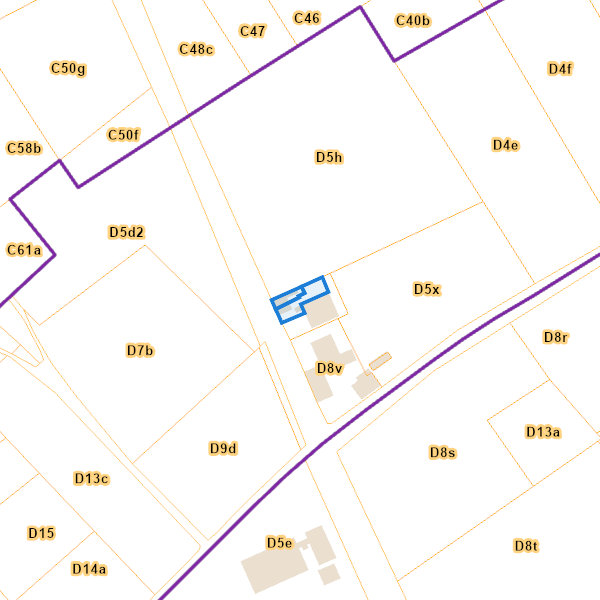 C46
C40b
C47
C48c
C50g
D4f
C50f
C58b
D4e
D5h
D5d2
C61a
D5x
D8r
D7b
D8v
D13a
D9d
D8s
D13c
D15
D5e
D8t
D14a